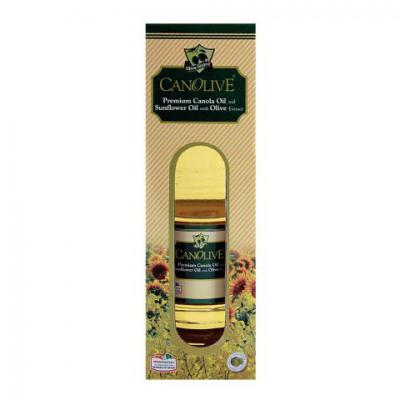 CANOLIVE
Premium Canola Oil and
Sunflower Oil with Olive Extract
CANOLIVE
Premium Canola Oil
Sunflower Oil with Olive